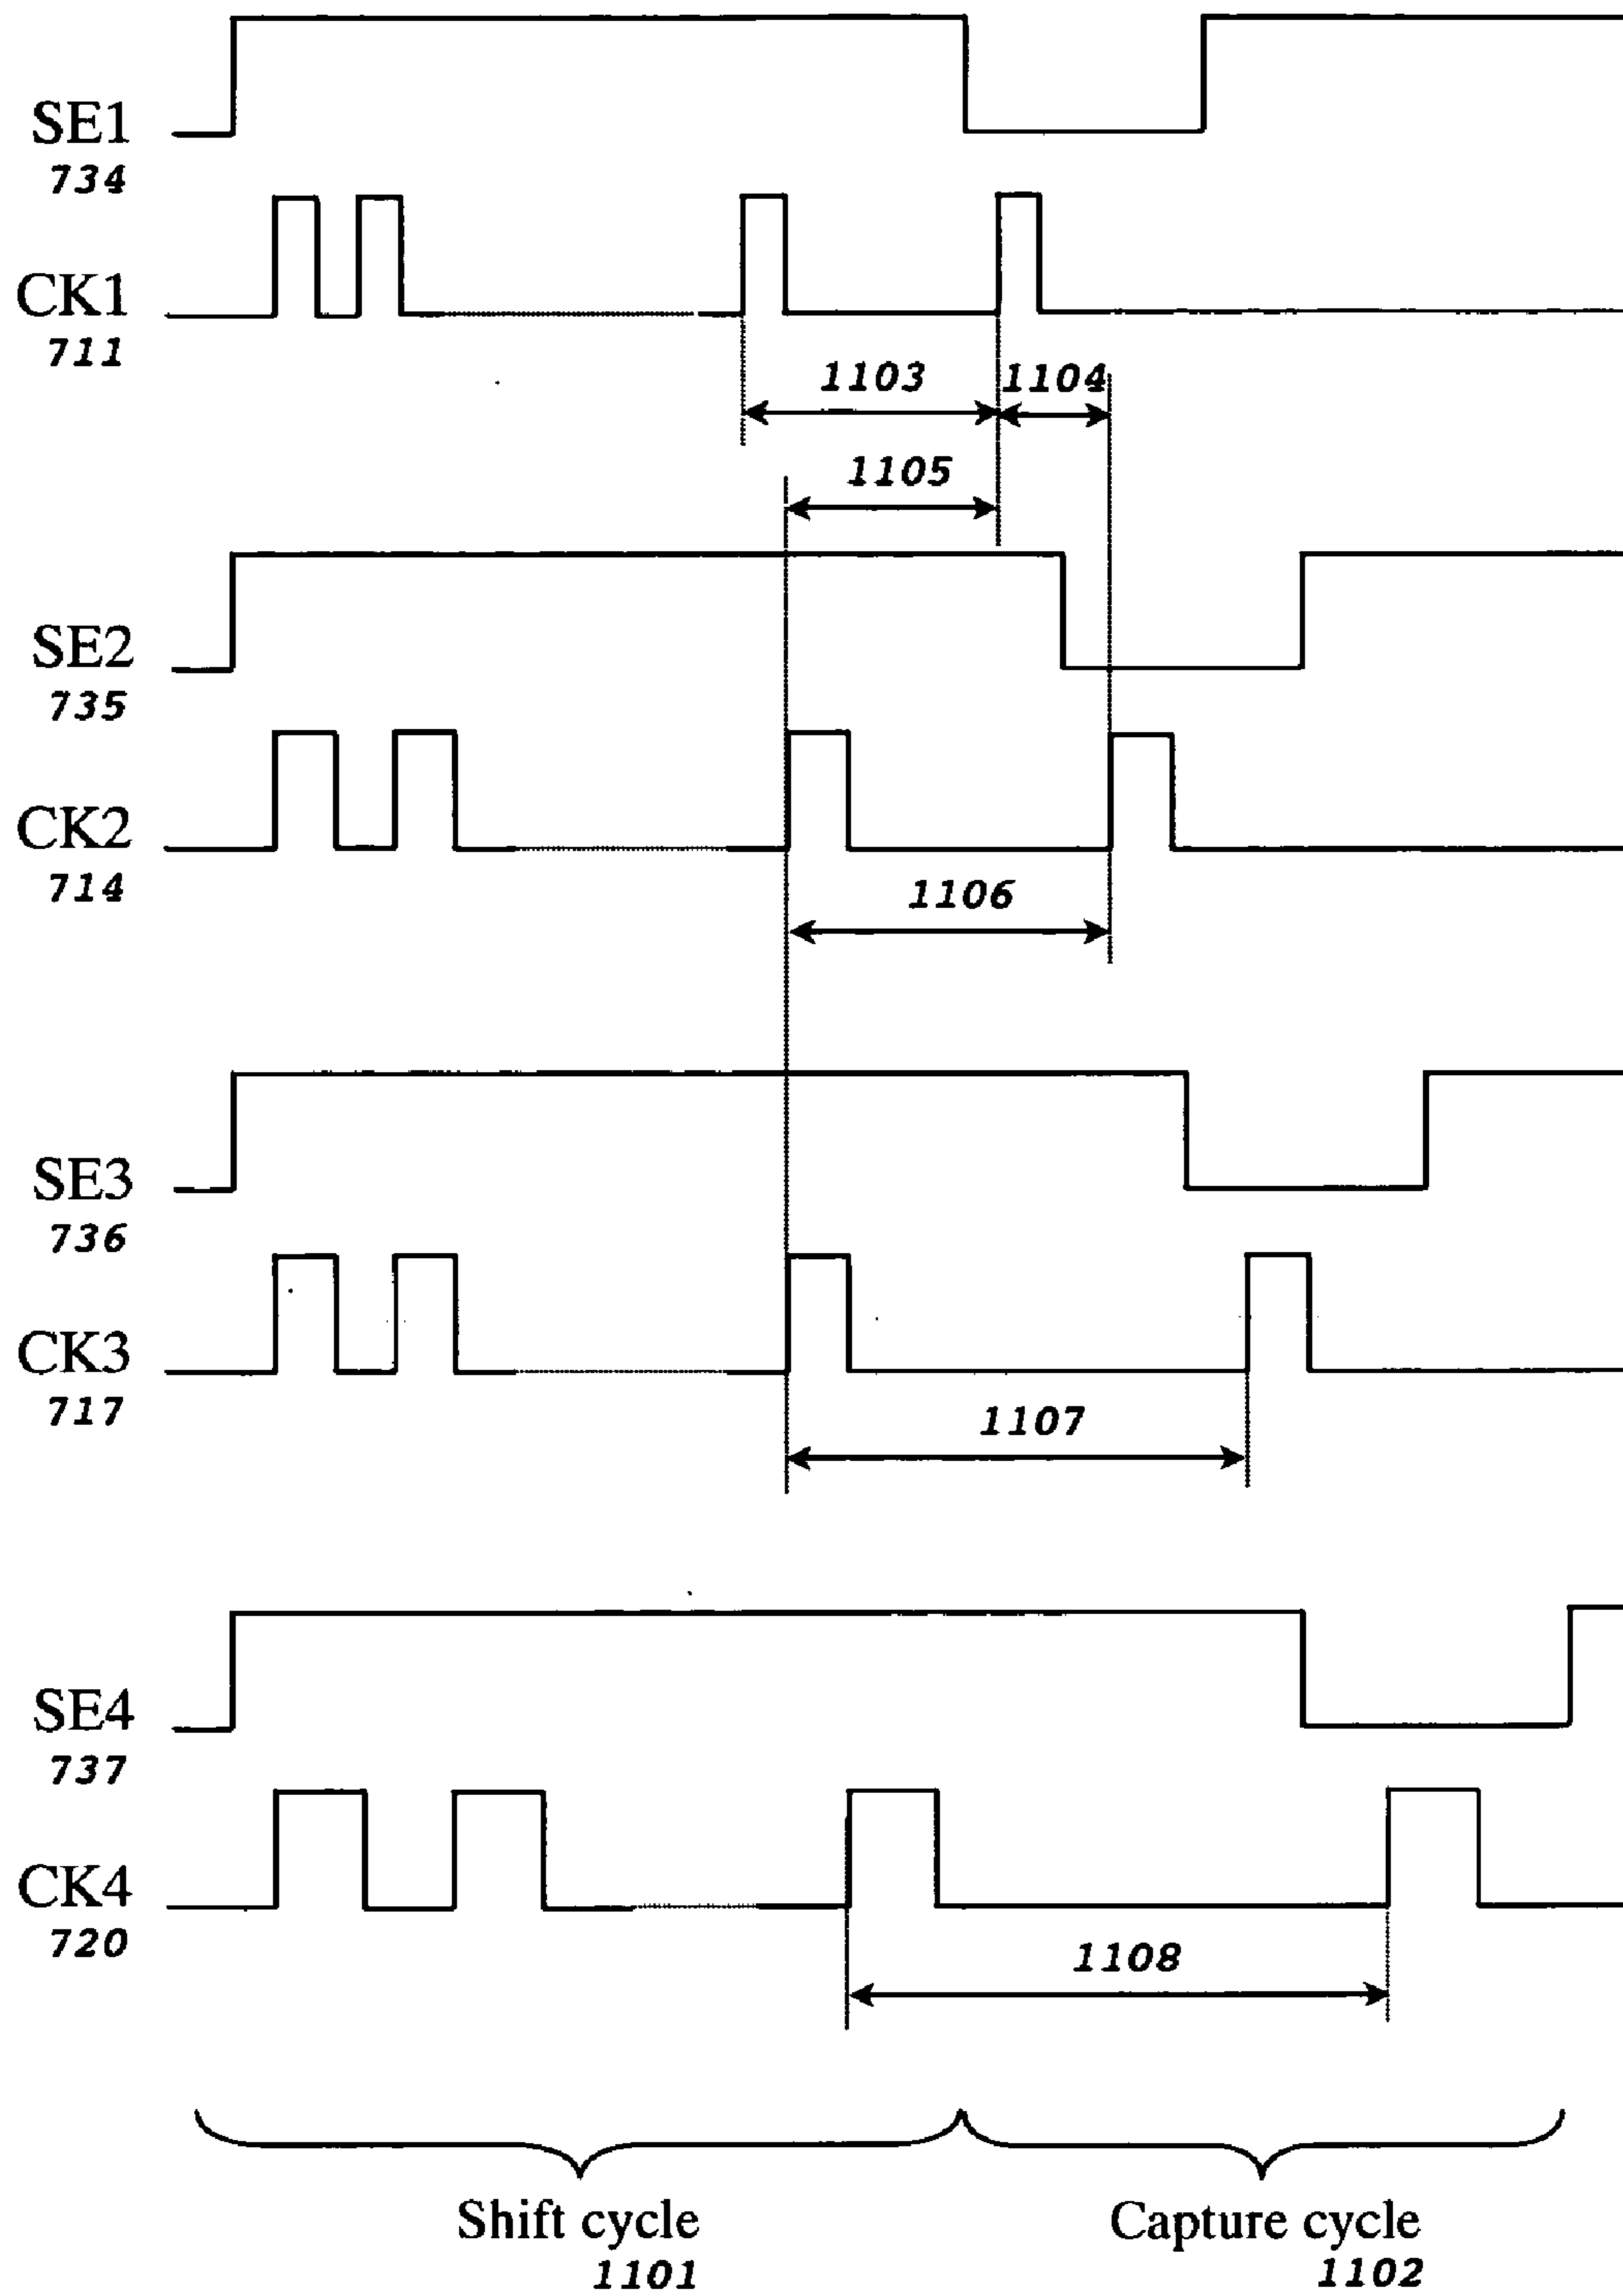 SE1
734
CK1
711
1103
1104
1105
SE2
735
CK2
714
1106
SE3
736
CK3
717
1107
SE4
737
CK4
720
1108
Shift cycle
1101
Capture cycle
1102